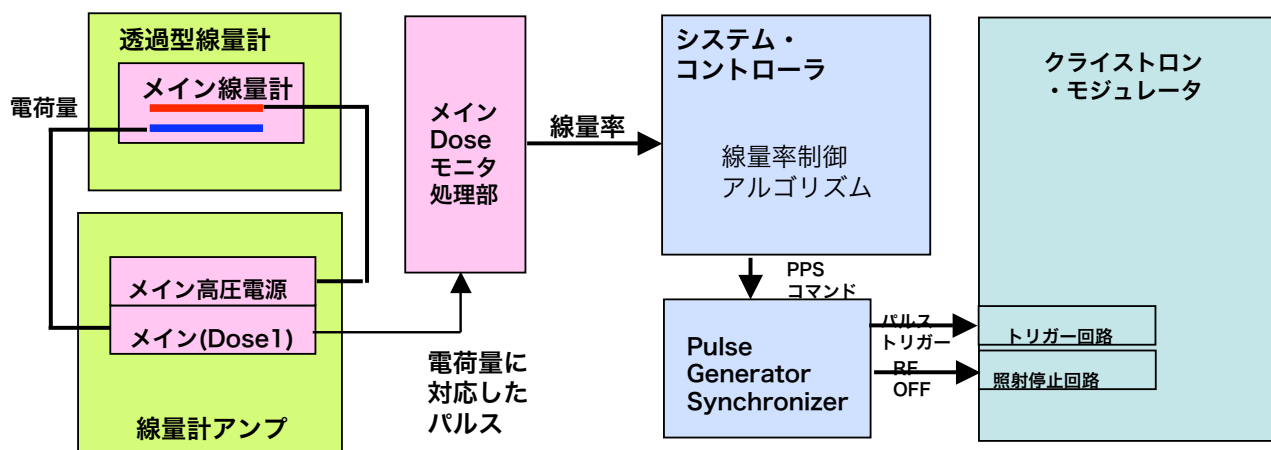 透過型線量計
メイン線量計
電荷量
メイン高圧電源
メイン(Dose1)
線量計アンプ
メイン
Dose
モニタ
処理部
電荷量に
対応した
パルス
線量率
システム・
コントローラ
線量率制御
アルゴリズム
PPS
コマンド
Pulse
Generator
Synchronizer
パルス
トリガー
RF
OFF
クライストロン
・モジュレータ
トリガー回路
照射停止回路